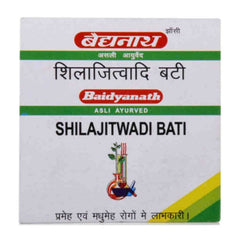 बैद्यनाथ
झाँसी
असली आयुर्वेद
शिलाजित्वादि बटी
Baidyanath
ASLI AYURVED
SHILAJITWADI BATI
प्रमेह एवं मधुमेह रोगों में लाभकारी।